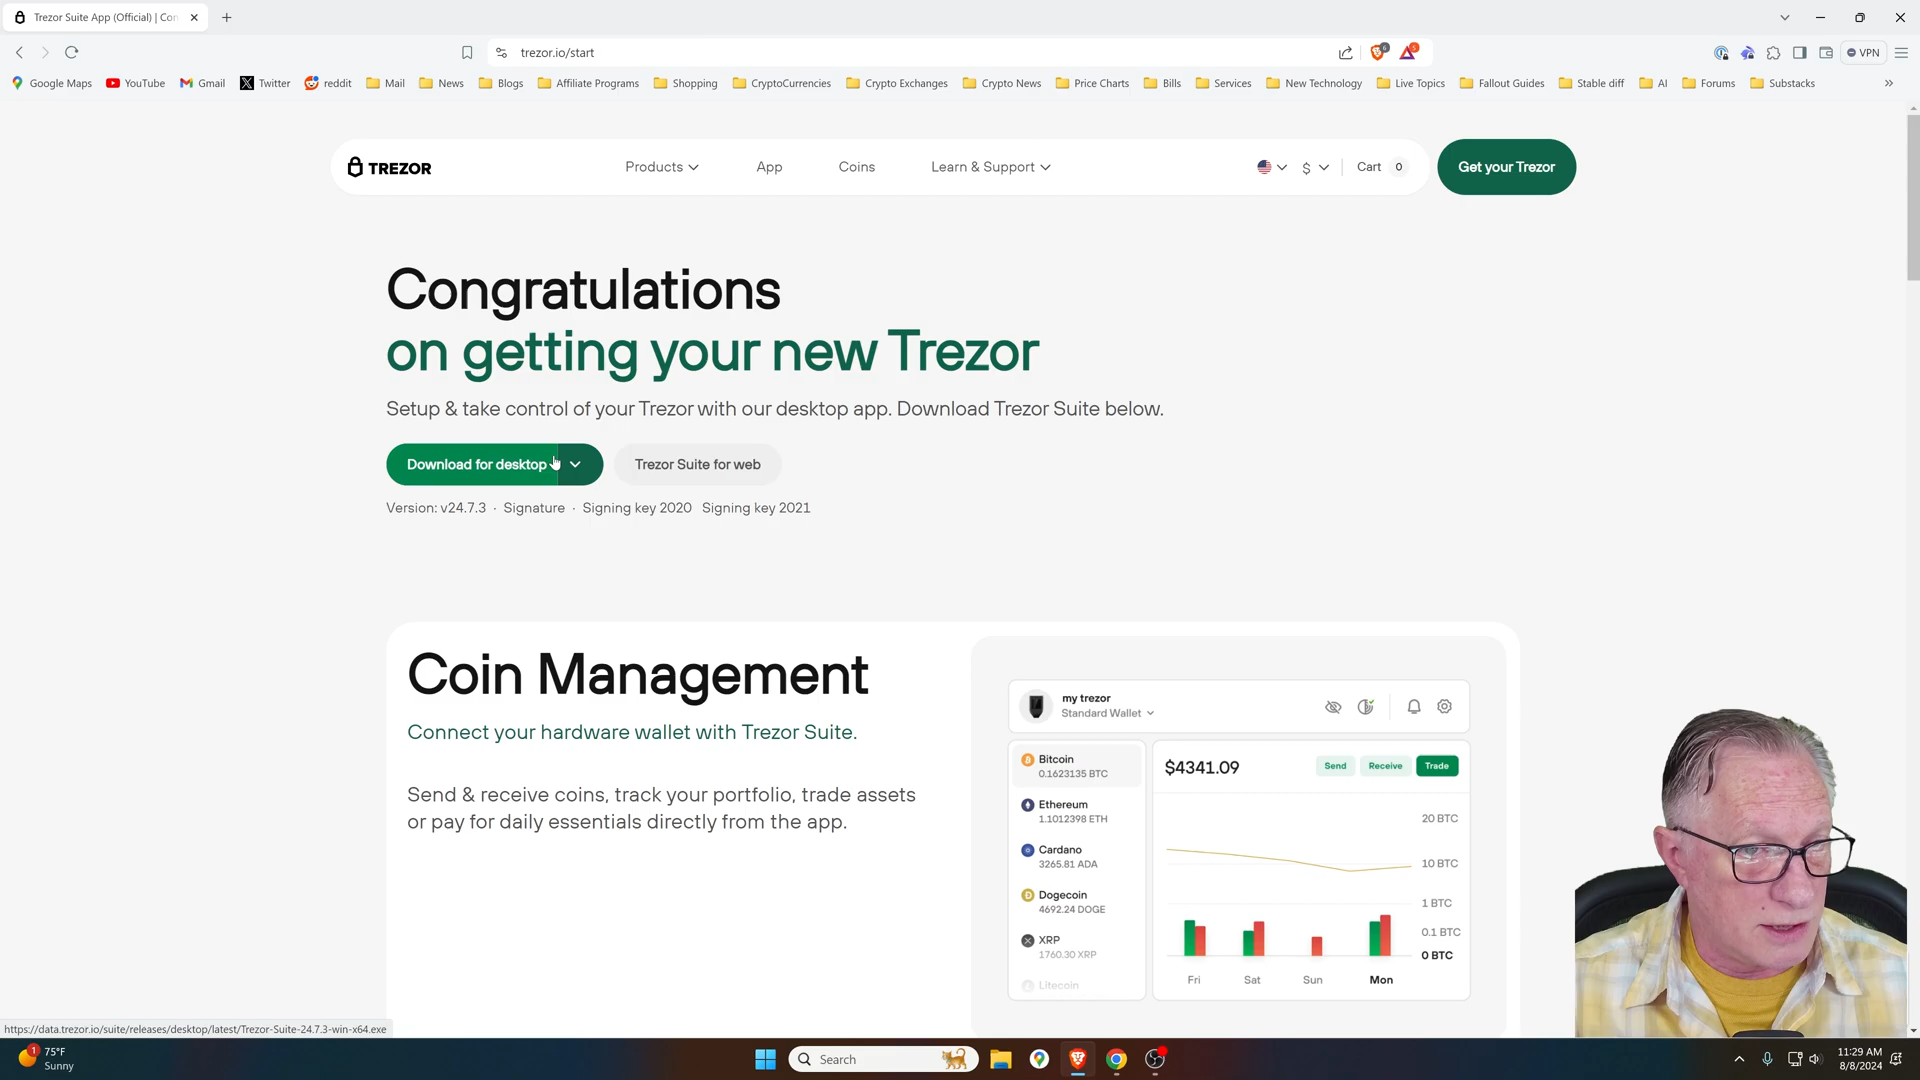 Trezor Suite App (Official) | Con
trezor.io/start
6
5
VPN
Google Maps
YouTube
Gmail
Twitter
reddit
Mail
News
Blogs
Affiliate Programs
Shopping
CryptoCurrencies
Crypto Exchanges
Crypto News
Price Charts
Bills
Services
New Technology
Live Topics
Fallout Guides
Stable diff
AI
Forums
Substacks
TREZOR
Products
App
Coins
Learn & Support
$
Cart 0
Get your Trezor
Congratulations
on getting your new Trezor
Setup & take control of your Trezor with our desktop app. Download Trezor Suite below.
Download for desktop
Trezor Suite for web
Version: v24.7.3 · Signature · Signing key 2020 Signing key 2021
Coin Management
Connect your hardware wallet with Trezor Suite.
Send & receive coins, track your portfolio, trade assets
or pay for daily essentials directly from the app.
my trezor
Standard Wallet
Bitcoin
0.1623135 BTC
Ethereum
1.1012398 ETH
Cardano
3265.81 ADA
Dogecoin
4692.24 DOGE
XRP
1760.30 XRP
Litecoin
$4341.09
Send
Receive
Trade
20 BTC
10 BTC
1 BTC
0.1 BTC
0 BTC
Fri
Sat
Sun
Mon
https://data.trezor.io/suite/releases/desktop/latest/Trezor-Suite-24.7.3-win-x64.exe
1
75°F
Sunny
Search
11:29 AM
8/8/2024